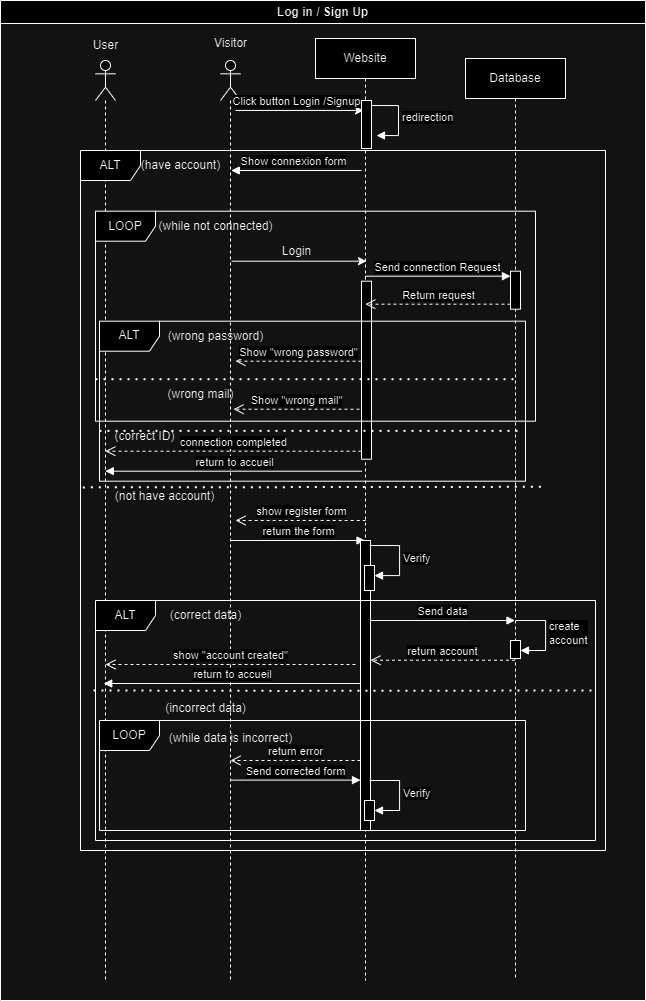 Log in / Sign Up
User
Visitor
Website
Database
Click button Login /Signup
redirection
ALT
(have account)
Show connexion form
LOOP
(while not connected)
Login
Send connection Request
Return request
ALT
(wrong password)
Show "wrong password"
(wrong mail)
Show "wrong mail"
(correct ID)
connection completed
return to accueil
(not have account)
show register form
return the form
Verify
ALT
(correct data)
Send data
create
account
return account
show "account created"
return to accueil
(incorrect data)
LOOP
(while data is incorrect)
return error
Send corrected form
Verify